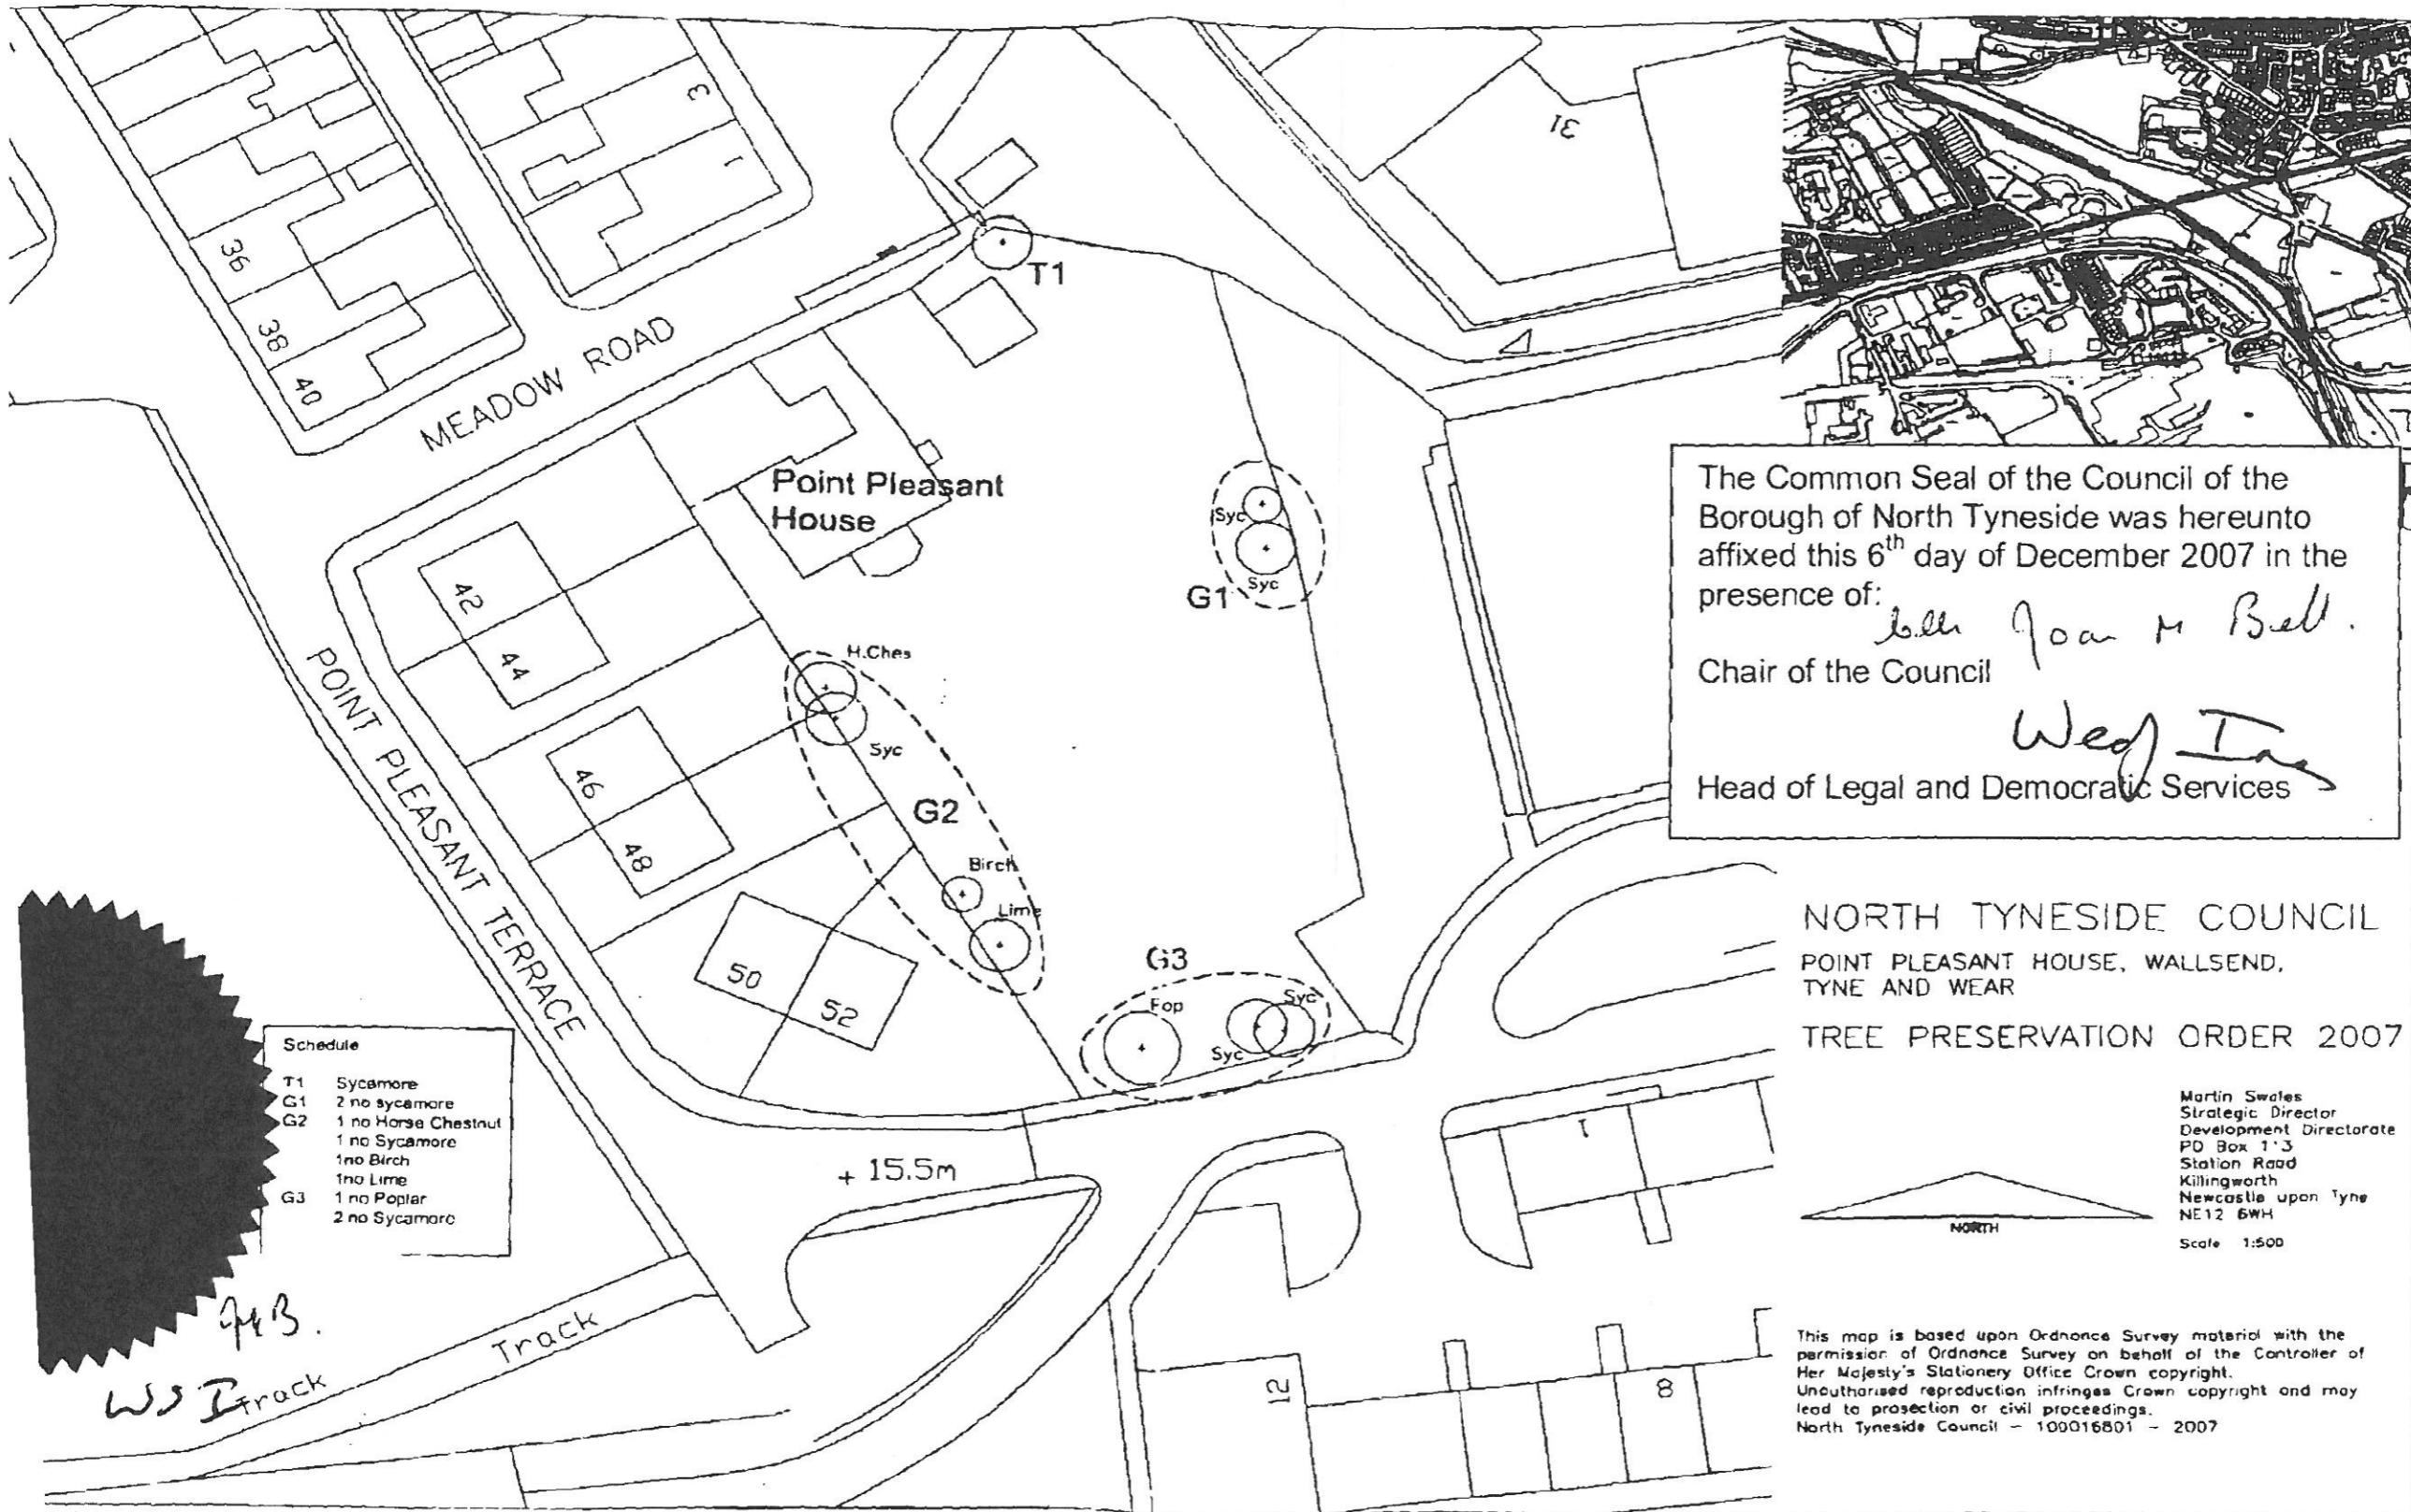 3
1
31
36
38
40
MEADOW ROAD
T1
Point Pleasant
House
Syc
Syc
G1
42
44
46
48
50
52
POINT PLEASANT TERRACE
H.Ches
Syc
G2
Birch
Lime
G3
Pop
Syc
Syc
+ 15.5m
Track
Track
1
12
8
The Common Seal of the Council of the
Borough of North Tyneside was hereunto
affixed this 6th day of December 2007 in the
presence of:
Joan M Bell.
Chair of the Council
Head of Legal and Democratic Services
Schedule
T1 Sycamore
G1 2 no sycamore
G2 1 no Horse Chestnut
1 no Sycamore
1no Birch
1no Lime
G3 1 no Poplar
2 no Sycamore
NORTH TYNESIDE COUNCIL
POINT PLEASANT HOUSE, WALLSEND,
TYNE AND WEAR
TREE PRESERVATION ORDER 2007
Martin Swales
Strategic Director
Development Directorate
PO Box
Station Road
Killingworth
Newcastle upon Tyne
NE12 6WH
Scale 1:500
NORTH
This map is based upon Ordnance Survey material with the
permission of Ordnance Survey on behalf of the Controller of
Her Majesty's Stationery Office Crown copyright.
Unauthorised reproduction infringes Crown copyright and may
lead to prosection or civil proceedings.
North Tyneside Council - 100016801 - 2007